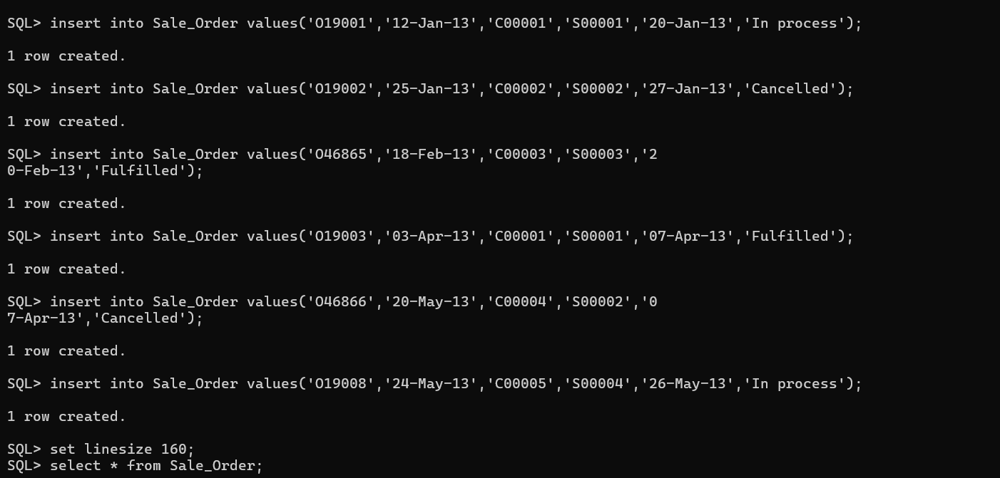 SQL> insert into Sale_Order values('O19001','12-Jan-13','C00001','S00001','20-Jan-13','In process');
1 row created.
SQL> insert into Sale_Order values('O19002','25-Jan-13','C00002','S00002','27-Jan-13','Cancelled');
1 row created.
SQL> insert into Sale_Order values('O46865','18-Feb-13','C00003','S00003','2
0-Feb-13','Fulfilled');
1 row created.
SQL> insert into Sale_Order values('O19003','03-Apr-13','C00001','S00001','07-Apr-13','Fulfilled');
1 row created.
SQL> insert into Sale_Order values('O46866','20-May-13','C00004','S00002','0
7-Apr-13','Cancelled');
1 row created.
SQL> insert into Sale_Order values('O19008','24-May-13','C00005','S00004','26-May-13','In process');
1 row created.
SQL> set linesize 160;
SQL> select * from Sale_Order;